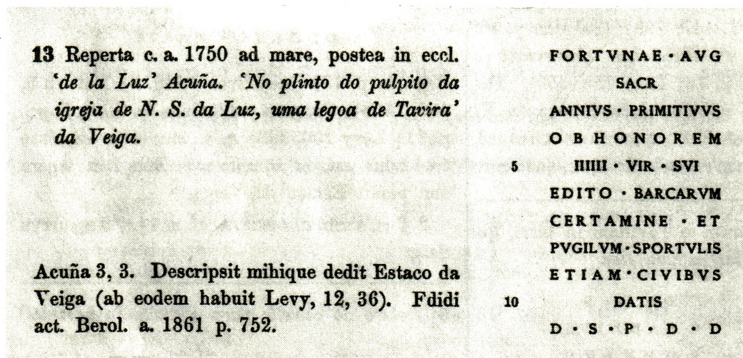 13 Reperta c. a. 1750 ad mare, postea in eccl.
'de la Luz' Acuña. 'No plinto do pulpito da
igreja de N. S. da Luz, uma legoa de Tavira'
da Veiga.
Acuña 3, 3. Descripsit mihique dedit Estaco da
Veiga (ab eodem habuit Levy, 12, 36). Fdidi
act. Berol. a. 1861 p. 752.
FORTVNAE · AVG
SACR
ANNIVS · PRIMITIVVS
OB HONOREM
5 IIIIII · VIR · SVI
EDITO · BARCARVM
CERTAMINE · ET
PVGILVM · SPORTVLIS
ETIAM · CIVIBVS
10 DATIS
D · S · P · D · D